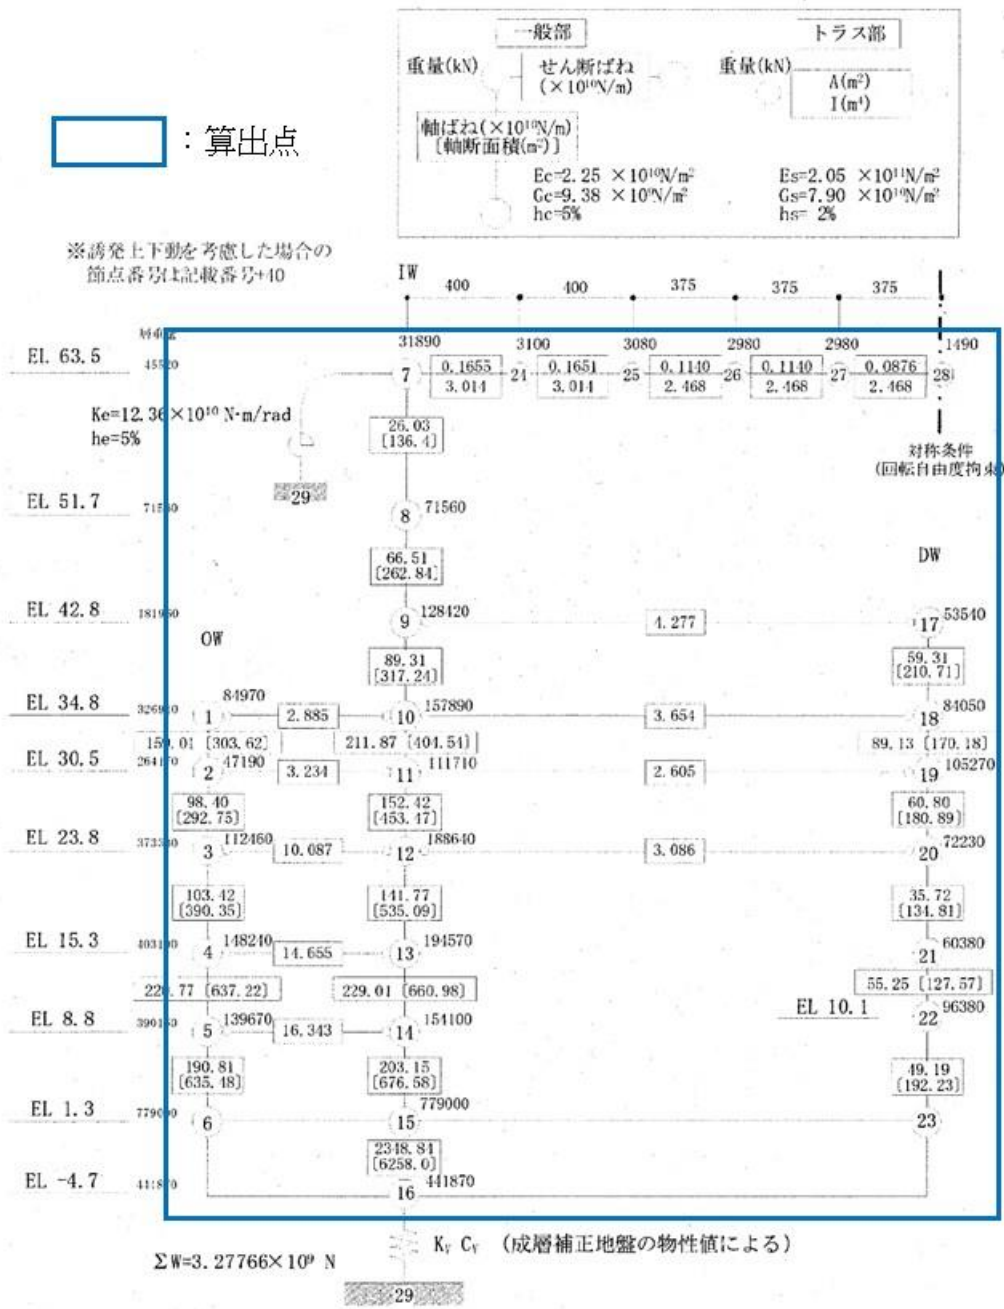 一般部
トラス部
重量(kN)
せん断ばね
(×10¹⁰N/m)
重量(kN)
A(m²)
I(m⁴)
軸ばね(×10¹⁰N/m)
[軸断面積(m²)]
Ec=2.25 ×10¹⁰N/m²
Gc=9.38 ×10⁹N/m²
hc=5%
Es=2.05 ×10¹¹N/m²
Gs=7.90 ×10¹⁰N/m²
hs= 2%
：算出点
※誘発上下動を考慮した場合の
節点番号は記載番号+40
IW
400 400 375 375 375
31890 3100 3080 2980 2980 1490
EL 63.5
7 0.1655 24 0.1651 25 0.1140 26 0.1140 27 0.0876 28
3.014 3.014 2.468 2.468 2.468
Ke=12.36×10¹⁰ N·m/rad
he=5%
26.03
[136.4]
対称条件
(回転自由度拘束)
29
EL 51.7
8 71560
66.51
[262.84]
DW
EL 42.8
9 128420 4.277 17 53540
OW
89.31
[317.24]
59.31
[210.71]
EL 34.8
1 84970 2.885 10 157890 3.654 18 84050
159.01 [303.62] 211.87 [404.54] 89.13 [170.18]
EL 30.5
2 47190 3.234 11 111710 2.605 19 105270
98.40 152.42 60.80
[292.75] [453.47] [180.89]
EL 23.8
3 112460 10.087 12 188640 3.086 20 72230
103.42 141.77 35.72
[390.35] [535.09] [134.81]
EL 15.3
4 148240 14.655 13 194570 21 60380
[637.22] 229.01 [660.98] 55.25 [127.57]
EL 8.8
5 139670 16.343 14 154100 EL 10.1 22 96380
190.81 203.15 49.19
[635.48] [676.58] [192.23]
EL 1.3
6 15 779000 23
2348.84
[6258.0]
EL -4.7
16 441870
Kv Cv (成層補正地盤の物性値による)
ΣW=3.27766×10⁹ N
29